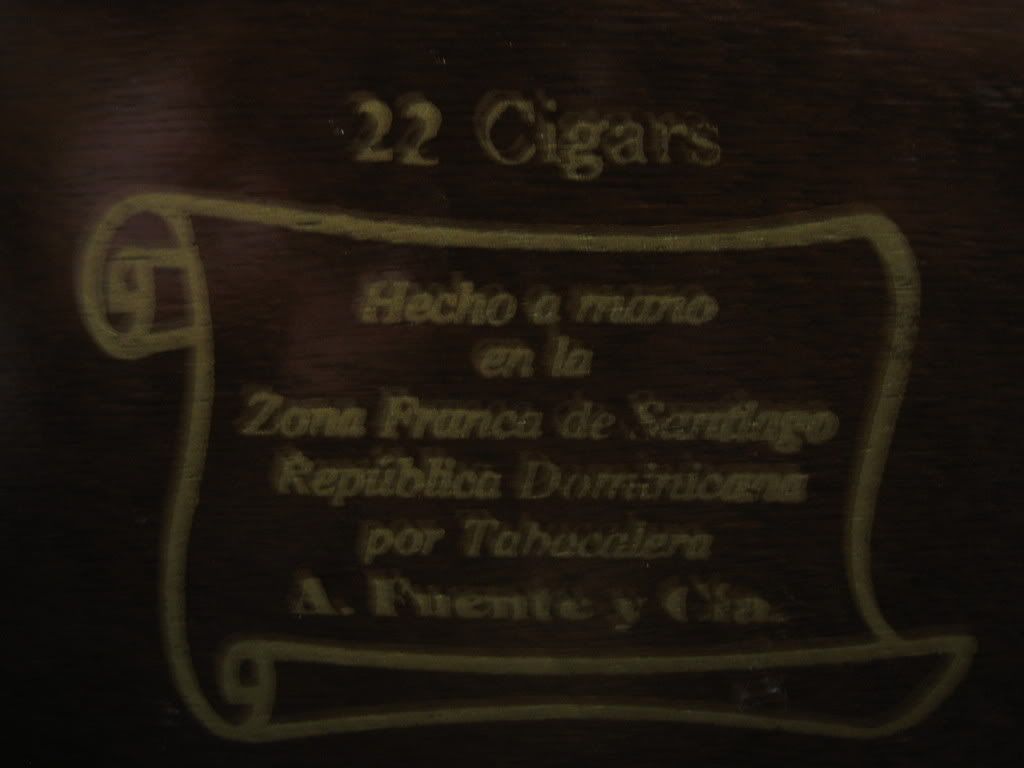 22 Cigars
Hecho a mano
en la
Zona Franca de Santiago
República Dominicana
por Tabacalera
A. Fuente y Cía.